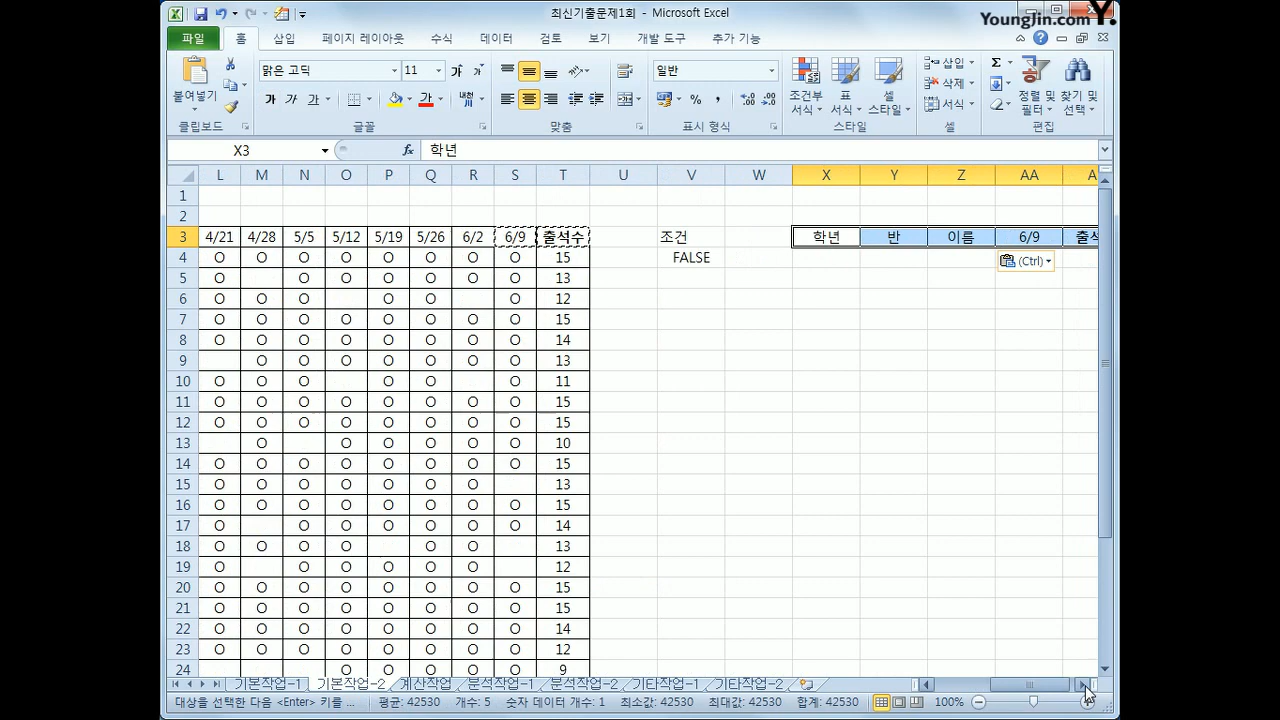 최신기출문제1회 - Microsoft Excel
YoungJin.com Y.
파일 홈 삽입 페이지 레이아웃 수식 데이터 검토 보기 개발 도구 추가 기능
맑은 고딕 11 일반 삽입 삭제 서식
붙여넣기 조건부 서식 표 서식 셀 스타일 정렬 및 필터 찾기 및 선택
클립보드 글꼴 맞춤 표시 형식 스타일 셀 편집
X3 fx 학년
L M N O P Q R S T U V W X Y Z AA
1
2
3 4/21 4/28 5/5 5/12 5/19 5/26 6/2 6/9 출석수 조건 학년 반 이름 6/9 출석
4 O O O O O O O O 15 FALSE
(Ctrl)
5 O O O O O O O 13
6 O O O O O O 12
7 O O O O O O O O 15
8 O O O O O O O O 14
9 O O O O O O O 13
10 O O O O O O 11
11 O O O O O O O O 15
12 O O O O O O O O 15
13 O O O O O O 10
14 O O O O O O O O 15
15 O O O O O O O 13
16 O O O O O O O O 15
17 O O O O O O O 14
18 O O O O O O 13
19 O O O O O O 12
20 O O O O O O O O 15
21 O O O O O O O O 15
22 O O O O O O O O 14
23 O O O O O O O O 12
24 O O O O O 9
기본작업-1 기본작업-2 계산작업 분석작업-1 분석작업-2 기타작업-1 기타작업-2
대상을 선택한 다음 <Enter> 키를 ... 평균: 42530 개수: 5 숫자 데이터 개수: 1 최소값: 42530 최대값: 42530 합계: 42530 100%